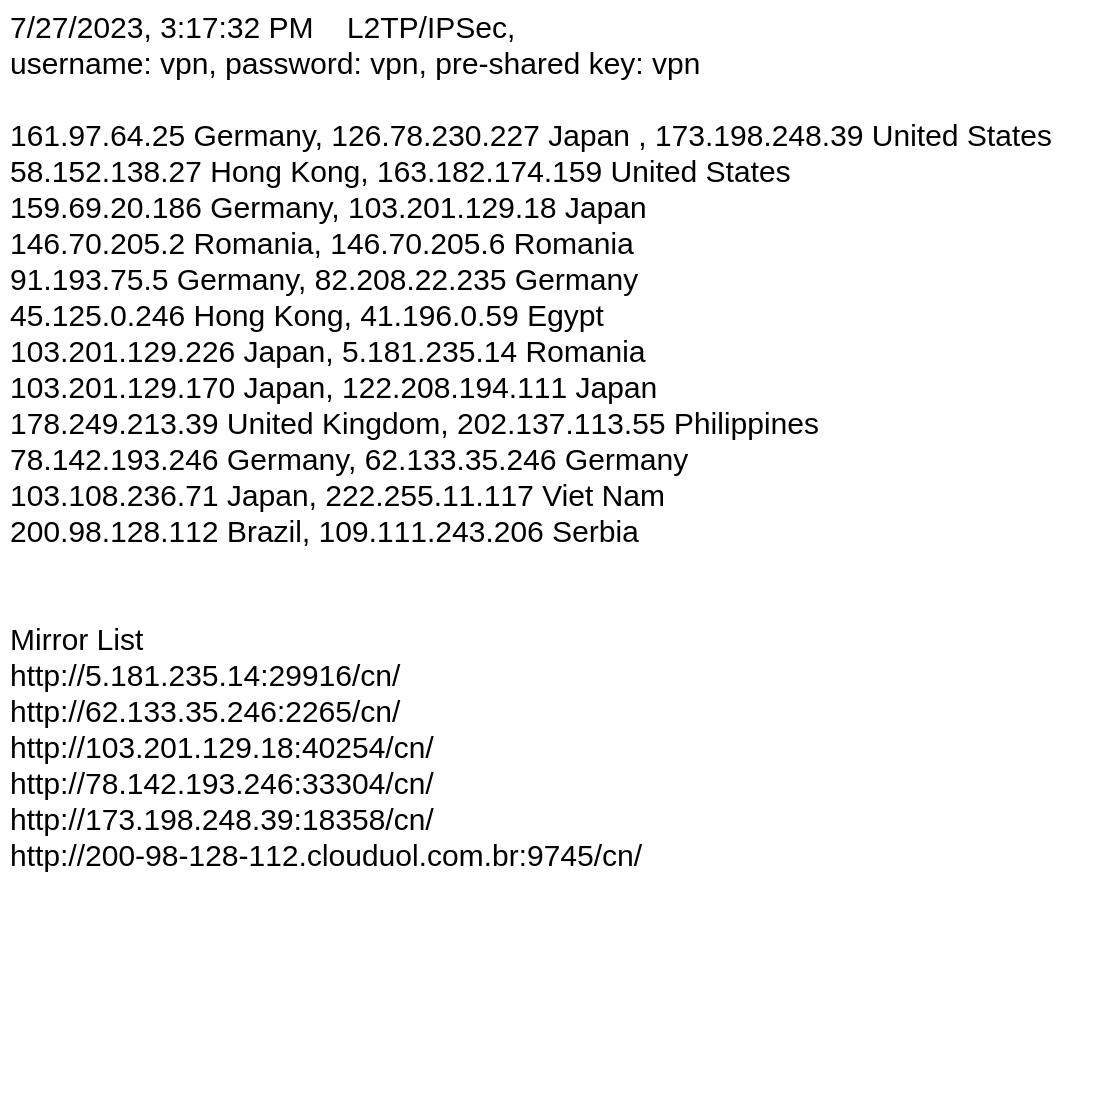 7/27/2023, 3:17:32 PM    L2TP/IPSec,
username: vpn, password: vpn, pre-shared key: vpn
161.97.64.25 Germany, 126.78.230.227 Japan , 173.198.248.39 United States
58.152.138.27 Hong Kong, 163.182.174.159 United States
159.69.20.186 Germany, 103.201.129.18 Japan
146.70.205.2 Romania, 146.70.205.6 Romania
91.193.75.5 Germany, 82.208.22.235 Germany
45.125.0.246 Hong Kong, 41.196.0.59 Egypt
103.201.129.226 Japan, 5.181.235.14 Romania
103.201.129.170 Japan, 122.208.194.111 Japan
178.249.213.39 United Kingdom, 202.137.113.55 Philippines
78.142.193.246 Germany, 62.133.35.246 Germany
103.108.236.71 Japan, 222.255.11.117 Viet Nam
200.98.128.112 Brazil, 109.111.243.206 Serbia
Mirror List
http://5.181.235.14:29916/cn/
http://62.133.35.246:2265/cn/
http://103.201.129.18:40254/cn/
http://78.142.193.246:33304/cn/
http://173.198.248.39:18358/cn/
http://200-98-128-112.clouduol.com.br:9745/cn/